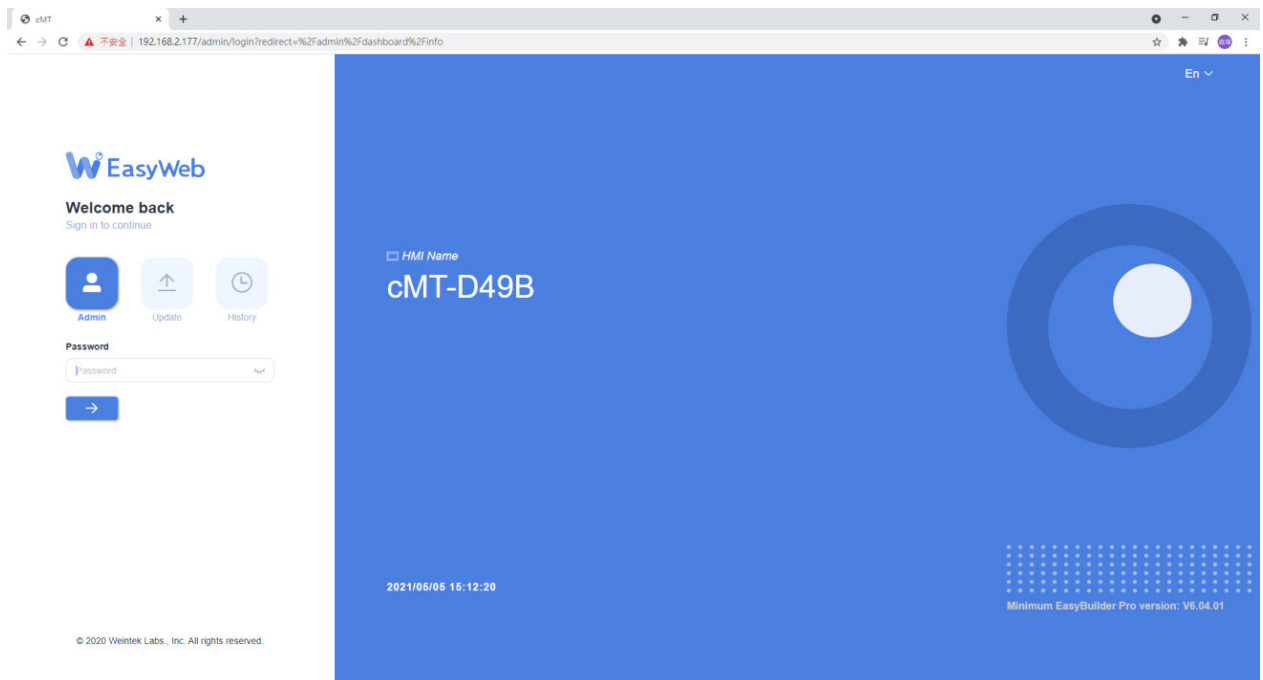 cMT
不安全 | 192.168.2.177/admin/login?redirect=%2Fadmin%2Fdashboard%2Finfo
En
EasyWeb
Welcome back
Sign in to continue
Admin
Update
History
Password
Password
HMI Name
cMT-D49B
2021/05/05 15:12:20
Minimum EasyBuilder Pro version: V6.04.01
© 2020 Weintek Labs., Inc. All rights reserved.